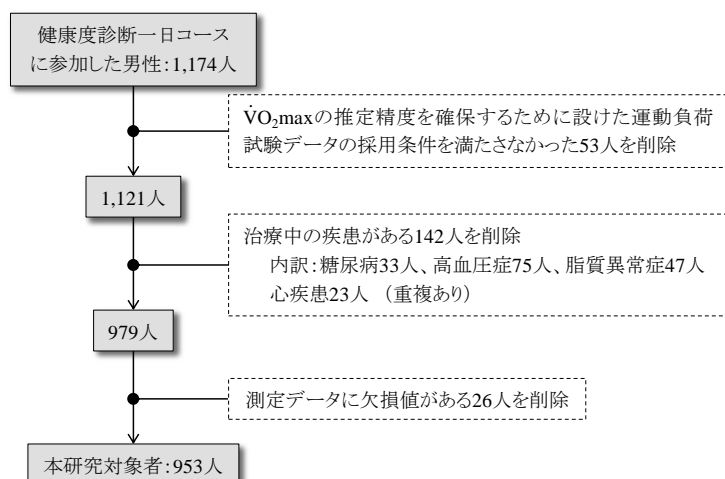 健康度診断一日コース
に参加した男性：1,174人
V̇O₂maxの推定精度を確保するために設けた運動負荷
試験データの採用条件を満たさなかった53人を削除
1,121人
治療中の疾患がある142人を削除
内訳：糖尿病33人、高血圧症75人、脂質異常症47人
心疾患23人　（重複あり）
979人
測定データに欠損値がある26人を削除
本研究対象者：953人